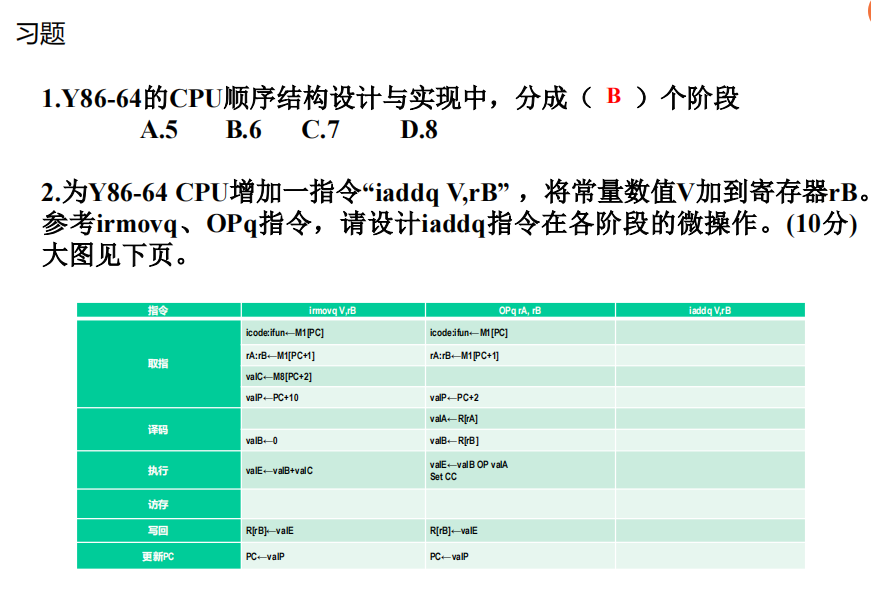 习题
1.Y86-64的CPU顺序结构设计与实现中，分成（ B ）个阶段
A.5 B.6 C.7 D.8
2.为Y86-64 CPU增加一指令“iaddq V,rB”，将常量数值V加到寄存器rB。
参考irmovq、OPq指令，请设计iaddq指令在各阶段的微操作。(10分)
大图见下页。
指令 irmovq V,rB OPq rA, rB iaddq V,rB
取指
icode:ifun←M1[PC] icode:ifun←M1[PC]
rA:rB←M1[PC+1] rA:rB←M1[PC+1]
valC←M8[PC+2]
valP←PC+10 valP←PC+2
译码
valA←R[rA]
valB←0 valB←R[rB]
执行 valE←valB+valC valE←valB OP valA
Set CC
访存
写回 R[rB]←valE R[rB]←valE
更新PC PC←valP PC←valP